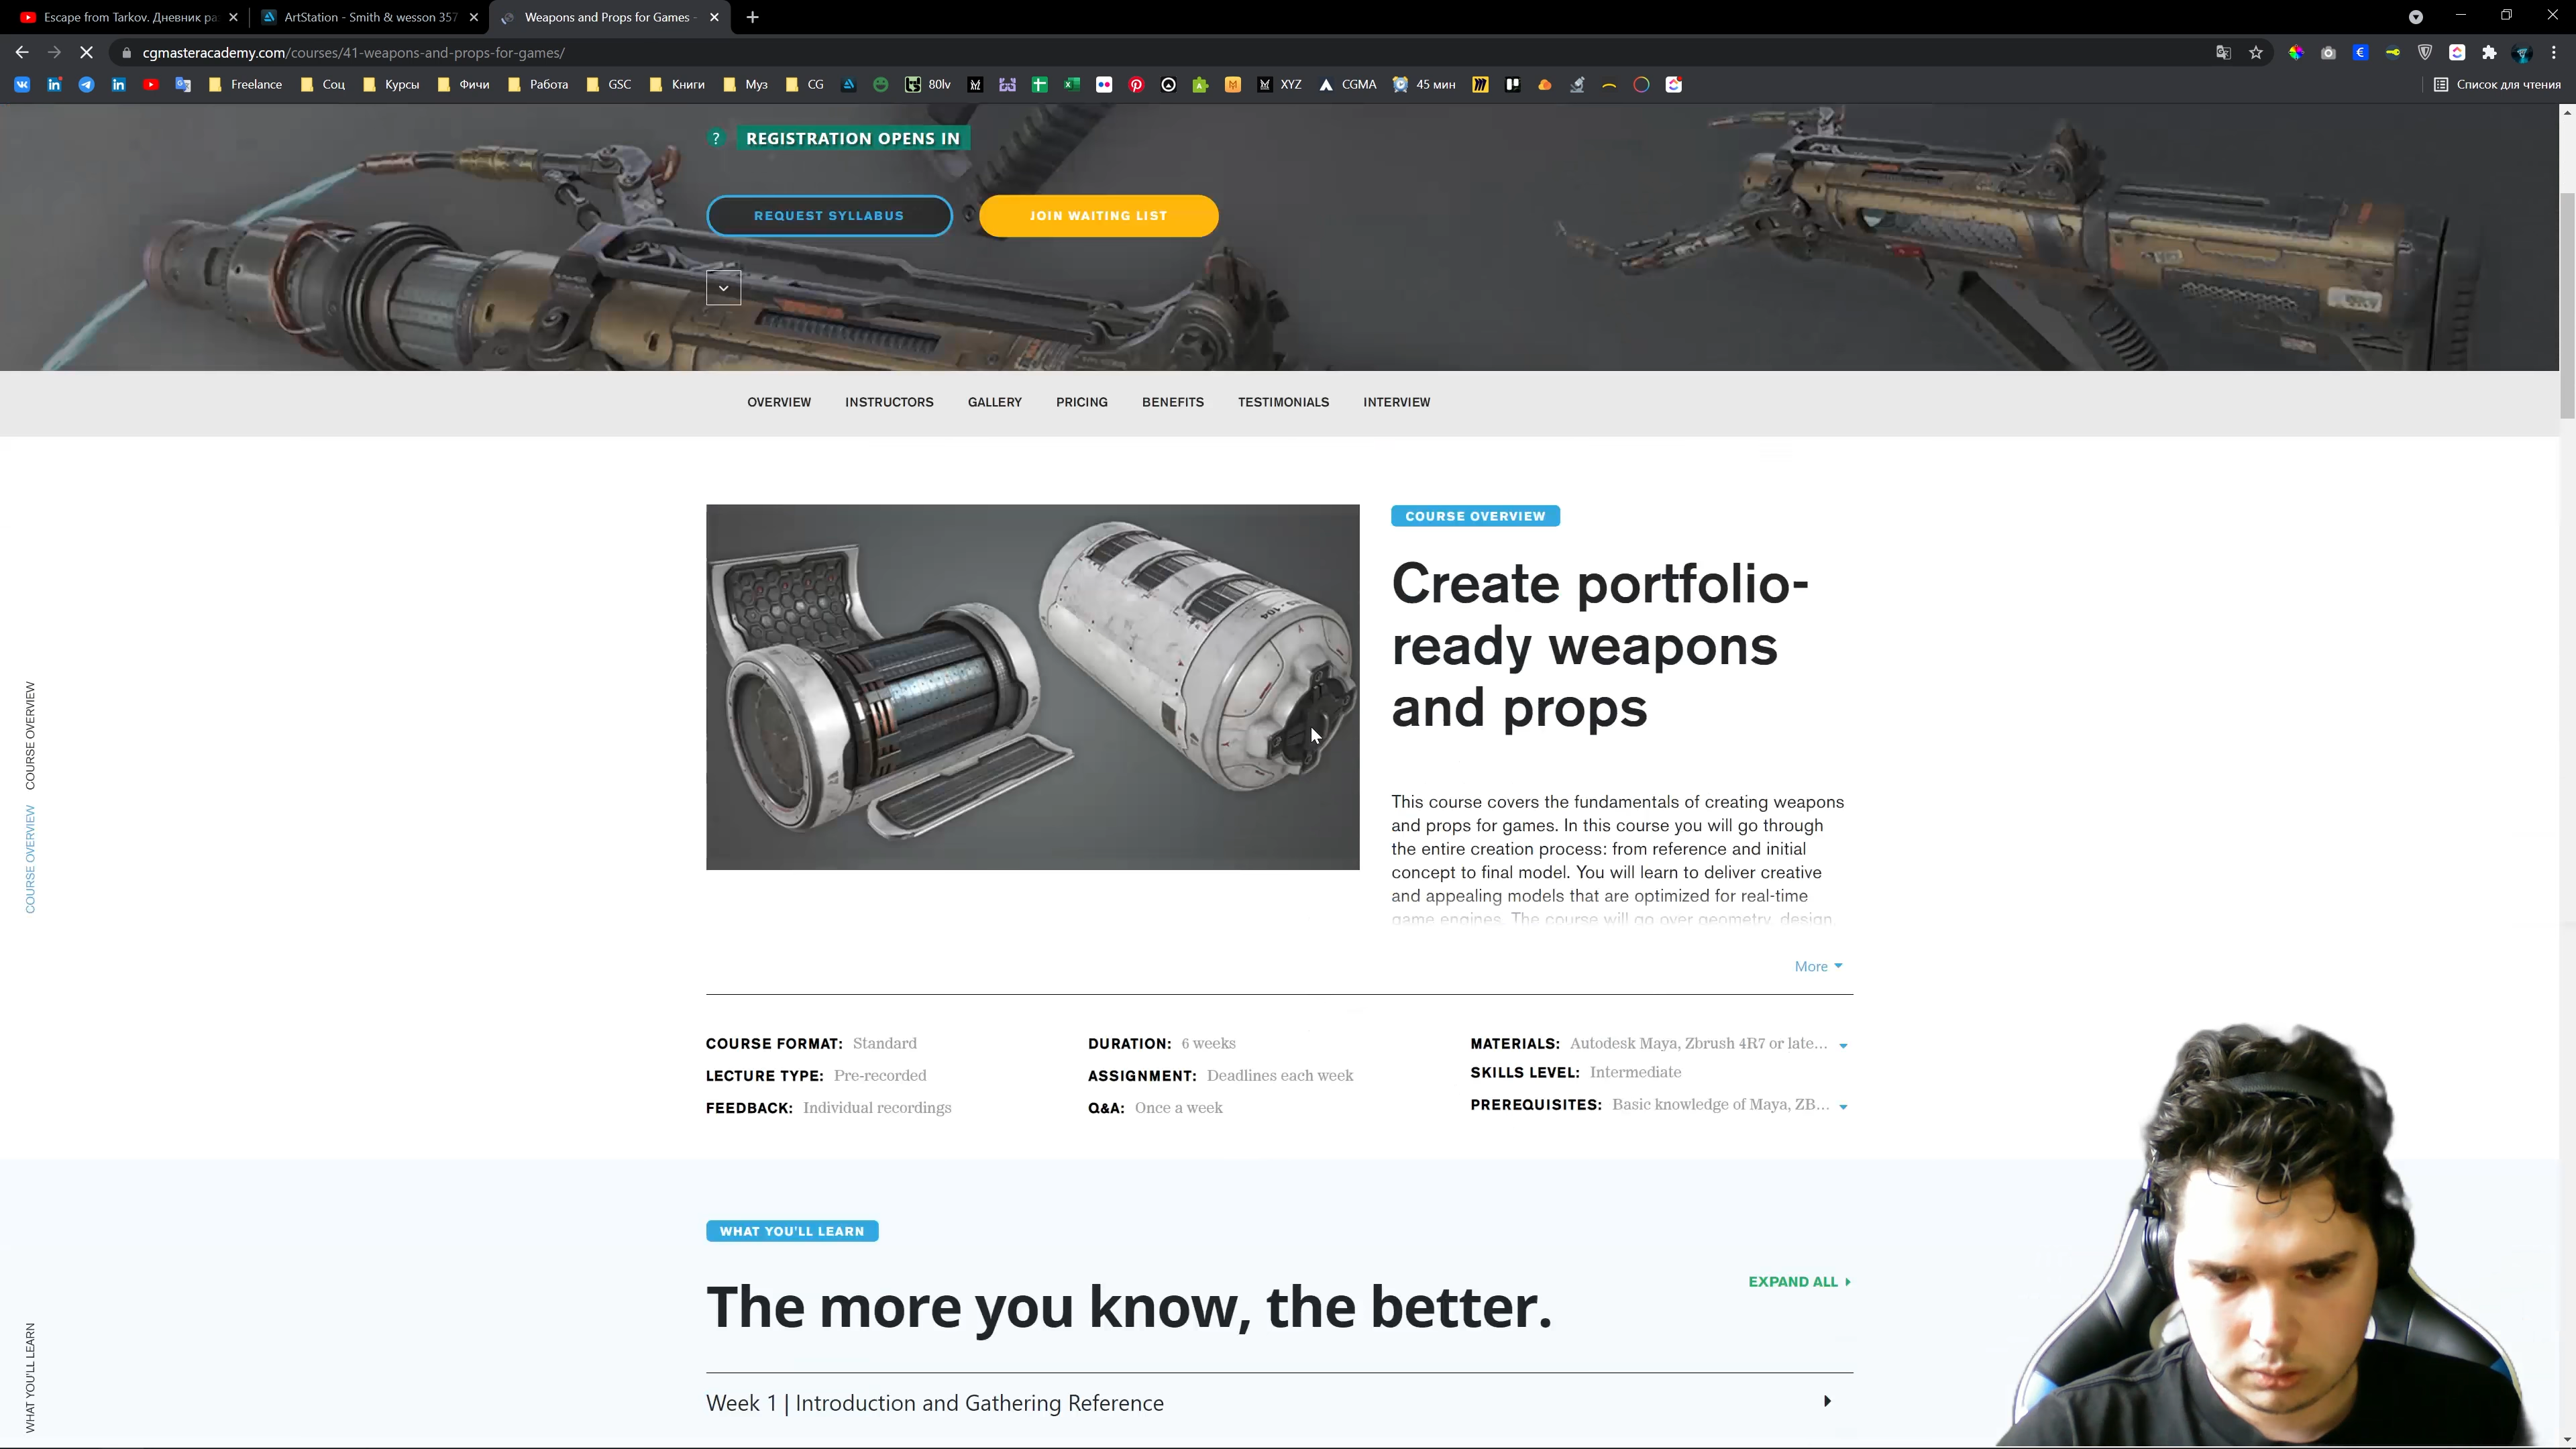 Escape from Tarkov. Дневник ра
ArtStation - Smith & wesson 357
Weapons and Props for Games -
cgmasteracademy.com/courses/41-weapons-and-props-for-games/
Freelance
Соц
Курсы
Фичи
Работа
GSC
Книги
Муз
CG
80lv
XYZ
CGMA
45 мин
Список для чтения
? REGISTRATION OPENS IN
REQUEST SYLLABUS
JOIN WAITING LIST
OVERVIEW
INSTRUCTORS
GALLERY
PRICING
BENEFITS
TESTIMONIALS
INTERVIEW
COURSE OVERVIEW
Create portfolio-
ready weapons
and props
This course covers the fundamentals of creating weapons
and props for games. In this course you will go through
the entire creation process: from reference and initial
concept to final model. You will learn to deliver creative
and appealing models that are optimized for real-time
game engines. The course will go over geometry, design,
More
COURSE OVERVIEW
COURSE OVERVIEW
COURSE FORMAT: Standard
DURATION: 6 weeks
MATERIALS: Autodesk Maya, Zbrush 4R7 or late...
LECTURE TYPE: Pre-recorded
ASSIGNMENT: Deadlines each week
SKILLS LEVEL: Intermediate
FEEDBACK: Individual recordings
Q&A: Once a week
PREREQUISITES: Basic knowledge of Maya, ZB...
WHAT YOU'LL LEARN
The more you know, the better.
EXPAND ALL
WHAT YOU'LL LEARN
Week 1 | Introduction and Gathering Reference